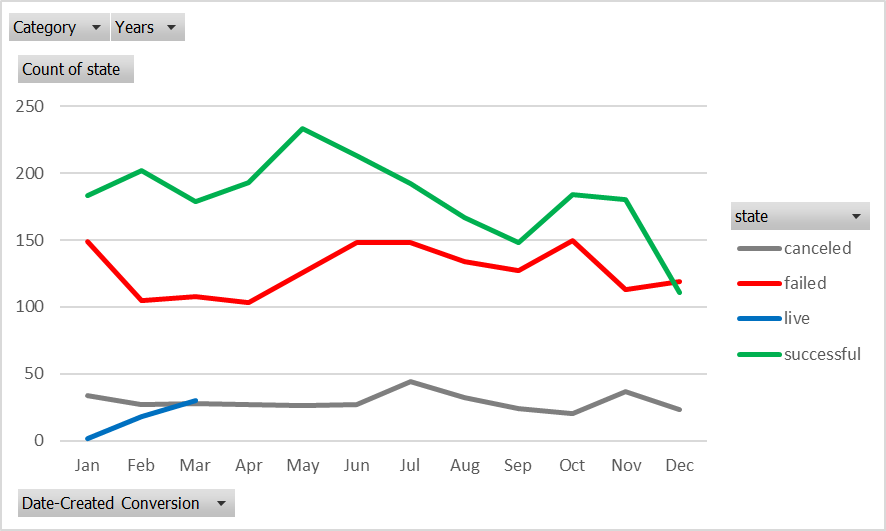 Category Years
Count of state
250
200
150
100
50
0
Jan Feb Mar Apr May Jun Jul Aug Sep Oct Nov Dec
state
canceled
failed
live
successful
Date-Created Conversion